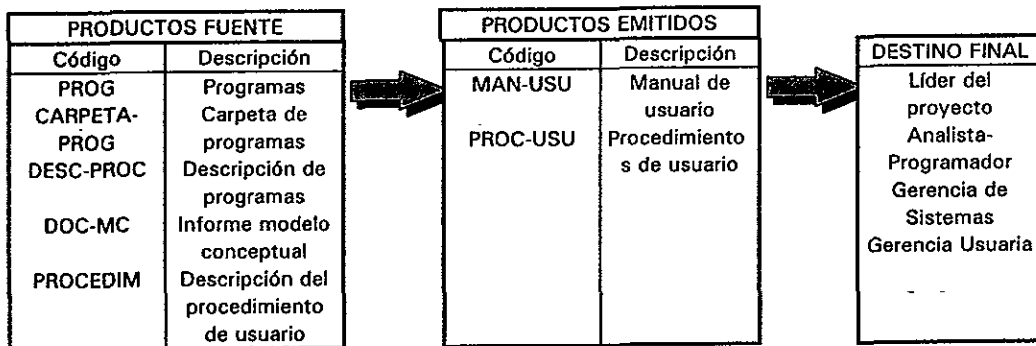 PRODUCTOS FUENTE
Código Descripción
PROG Programas
CARPETA- Carpeta de
PROG programas
DESC-PROC Descripción de
programas
DOC-MC Informe modelo
conceptual
PROCEDIM Descripción del
procedimiento
de usuario
PRODUCTOS EMITIDOS
Código Descripción
MAN-USU Manual de
usuario
PROC-USU Procedimiento
s de usuario
DESTINO FINAL
Líder del
proyecto
Analista-
Programador
Gerencia de
Sistemas
Gerencia Usuaria